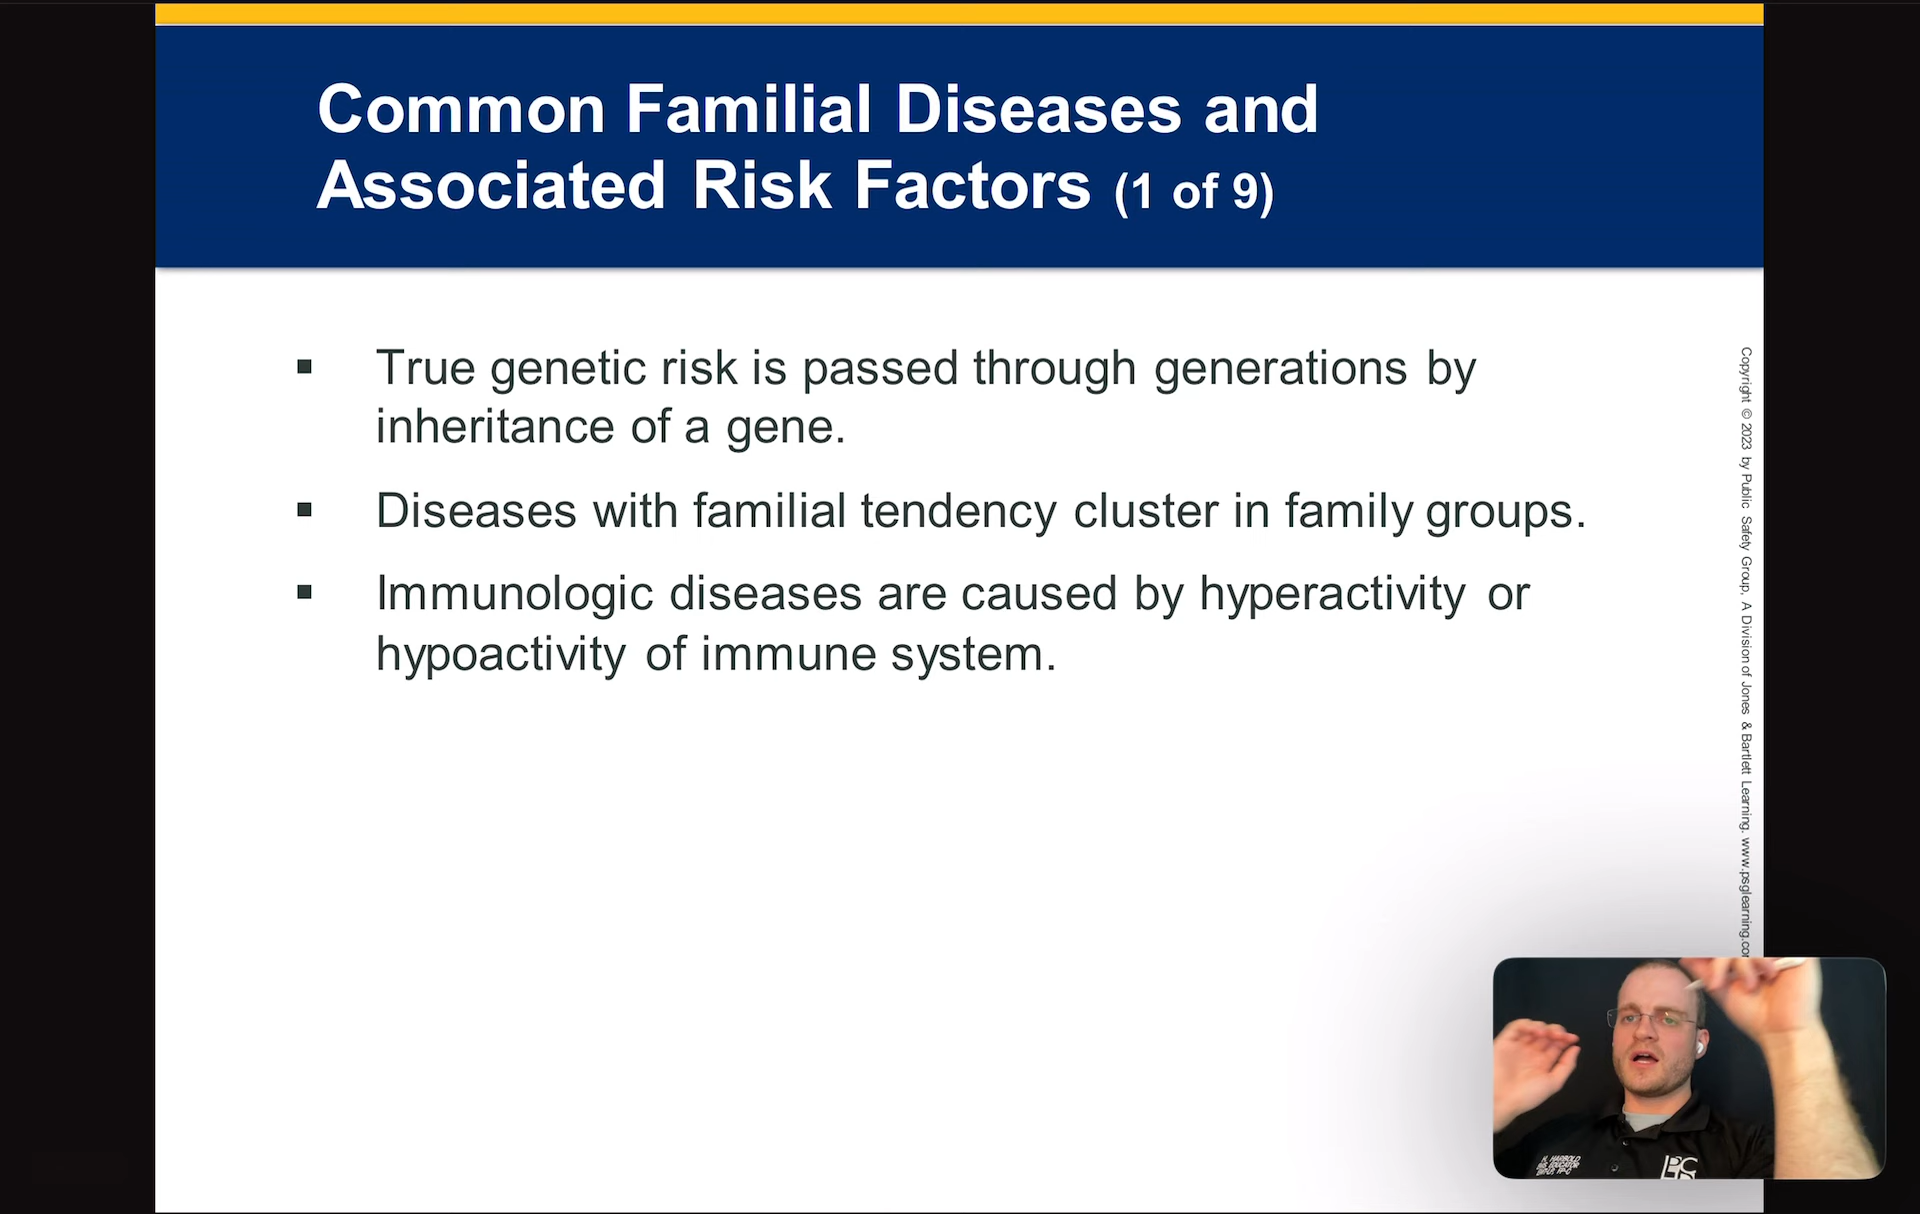 Common Familial Diseases and
Associated Risk Factors (1 of 9)
▪ True genetic risk is passed through generations by
inheritance of a gene.
▪ Diseases with familial tendency cluster in family groups.
▪ Immunologic diseases are caused by hyperactivity or
hypoactivity of immune system.
Copyright © 2023 by Public Safety Group, A Division of Jones & Bartlett Learning. www.psglearning.co